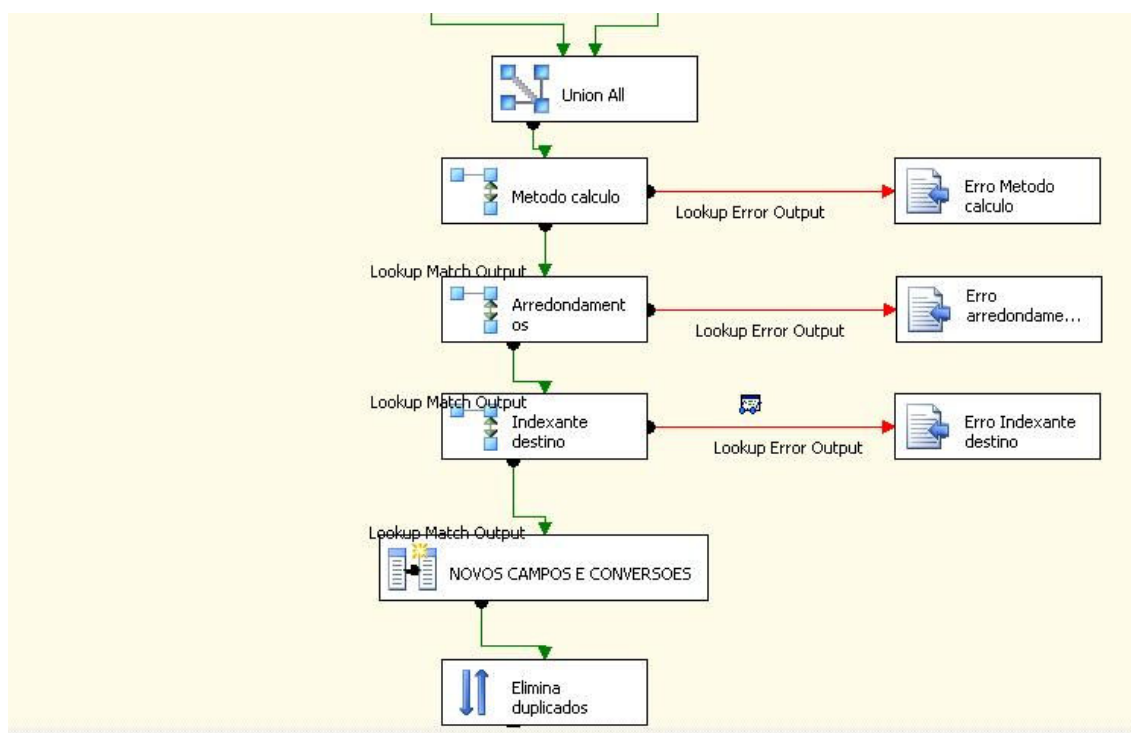 Union All
Metodo calculo
Lookup Error Output
Erro Metodo
calculo
Lookup Match Output
Arredondament
os
Lookup Error Output
Erro
arredondame...
Lookup Match Output
Indexante
destino
Lookup Error Output
Erro Indexante
destino
Lookup Match Output
NOVOS CAMPOS E CONVERSOES
Elimina
duplicados